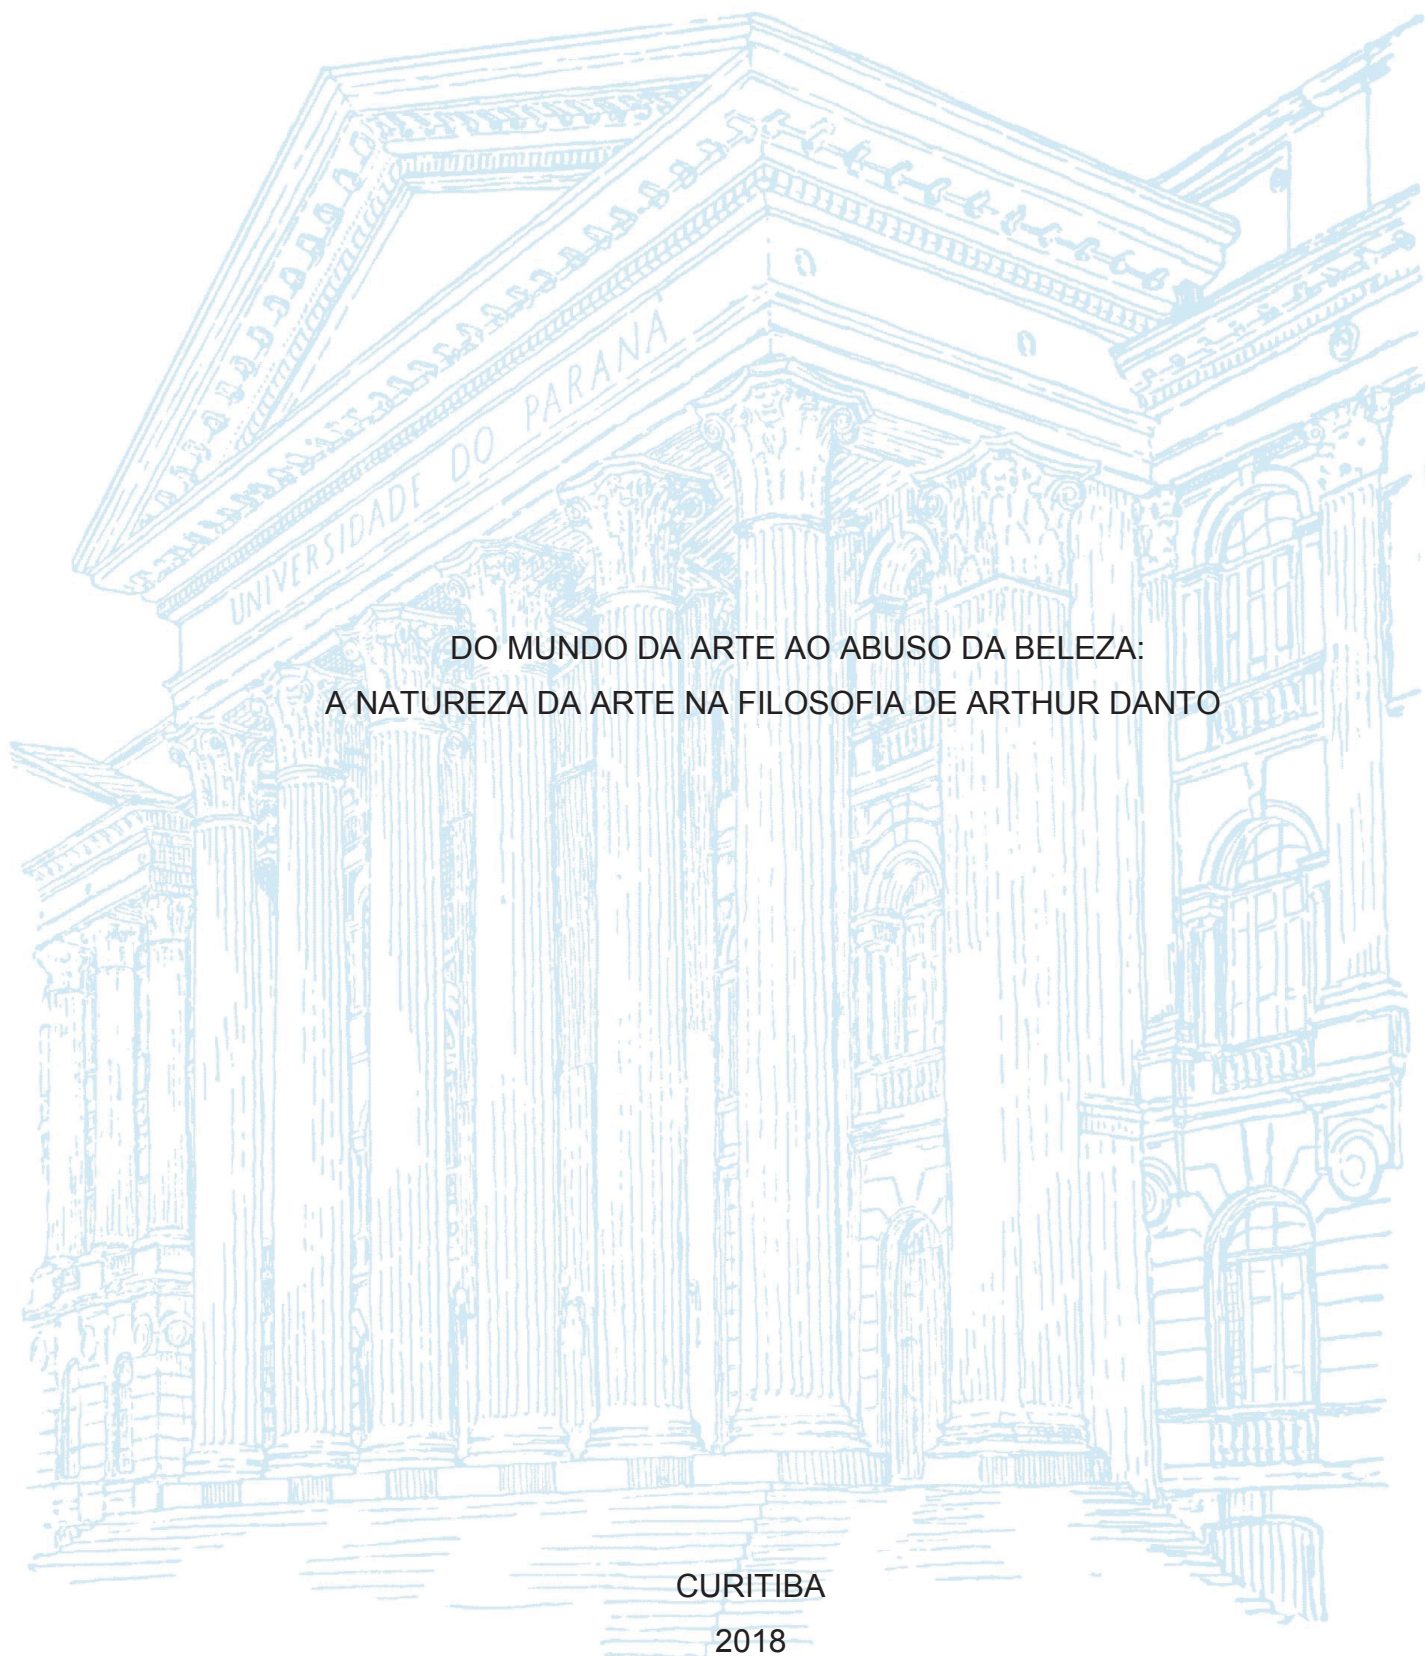 UNIVERSIDADE DO PARANÁ
DO MUNDO DA ARTE AO ABUSO DA BELEZA:
A NATUREZA DA ARTE NA FILOSOFIA DE ARTHUR DANTO
CURITIBA
2018